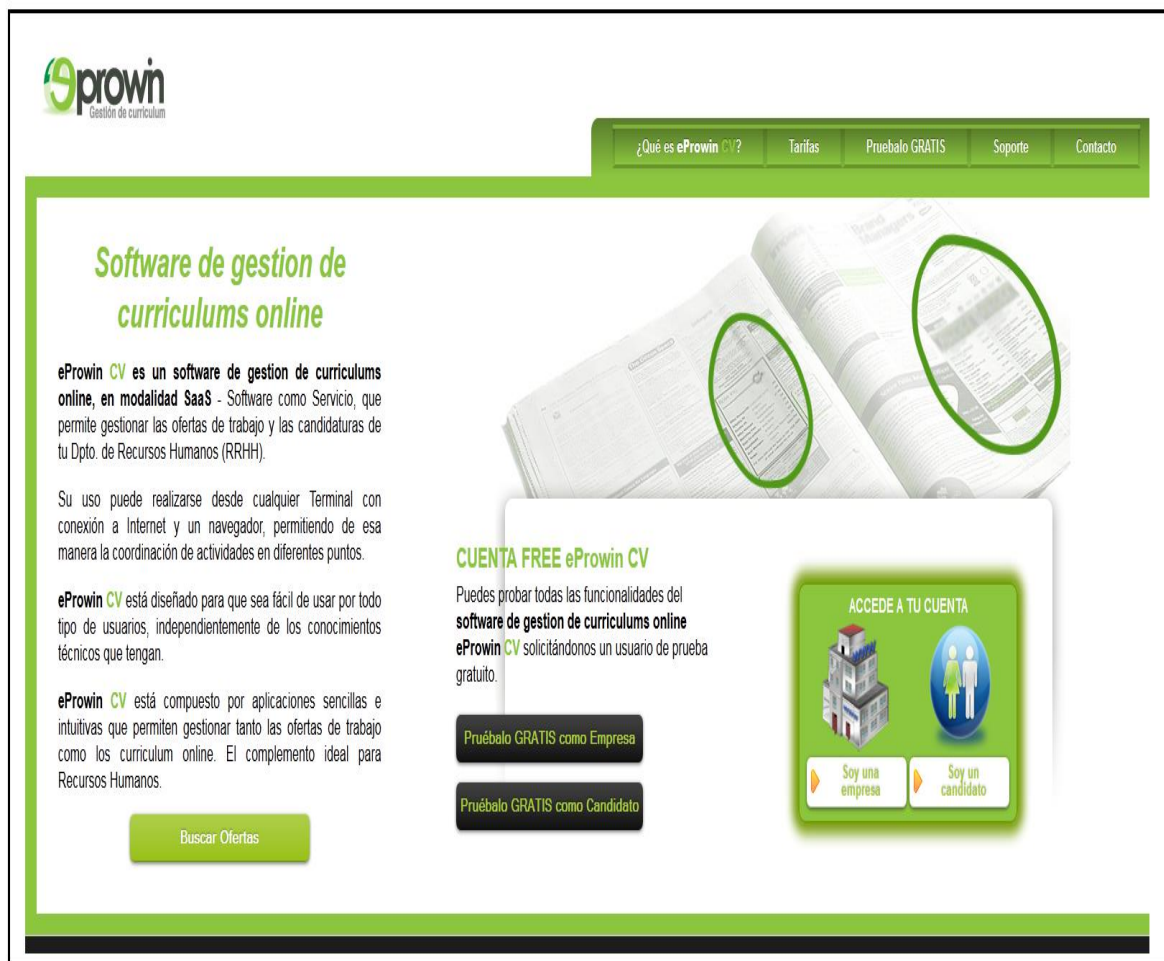 eprowin
Gestión de curriculum
¿Qué es eProwin CV?
Tarifas
Pruebalo GRATIS
Soporte
Contacto
Software de gestion de
curriculums online
eProwin CV es un software de gestion de curriculums
online, en modalidad SaaS - Software como Servicio, que
permite gestionar las ofertas de trabajo y las candidaturas de
tu Dpto. de Recursos Humanos (RRHH).
Su uso puede realizarse desde cualquier Terminal con
conexión a Internet y un navegador, permitiendo de esa
manera la coordinación de actividades en diferentes puntos.
eProwin CV está diseñado para que sea fácil de usar por todo
tipo de usuarios, independientemente de los conocimientos
técnicos que tengan.
eProwin CV está compuesto por aplicaciones sencillas e
intuitivas que permiten gestionar tanto las ofertas de trabajo
como los curriculum online. El complemento ideal para
Recursos Humanos.
Buscar Ofertas
Brand
Managers
CUENTA FREE eProwin CV
Puedes probar todas las funcionalidades del
software de gestion de curriculums online
eProwin CV solicitándonos un usuario de prueba
gratuito.
Pruébalo GRATIS como Empresa
Pruébalo GRATIS como Candidato
ACCEDE A TU CUENTA
Soy una
empresa
Soy un
candidato